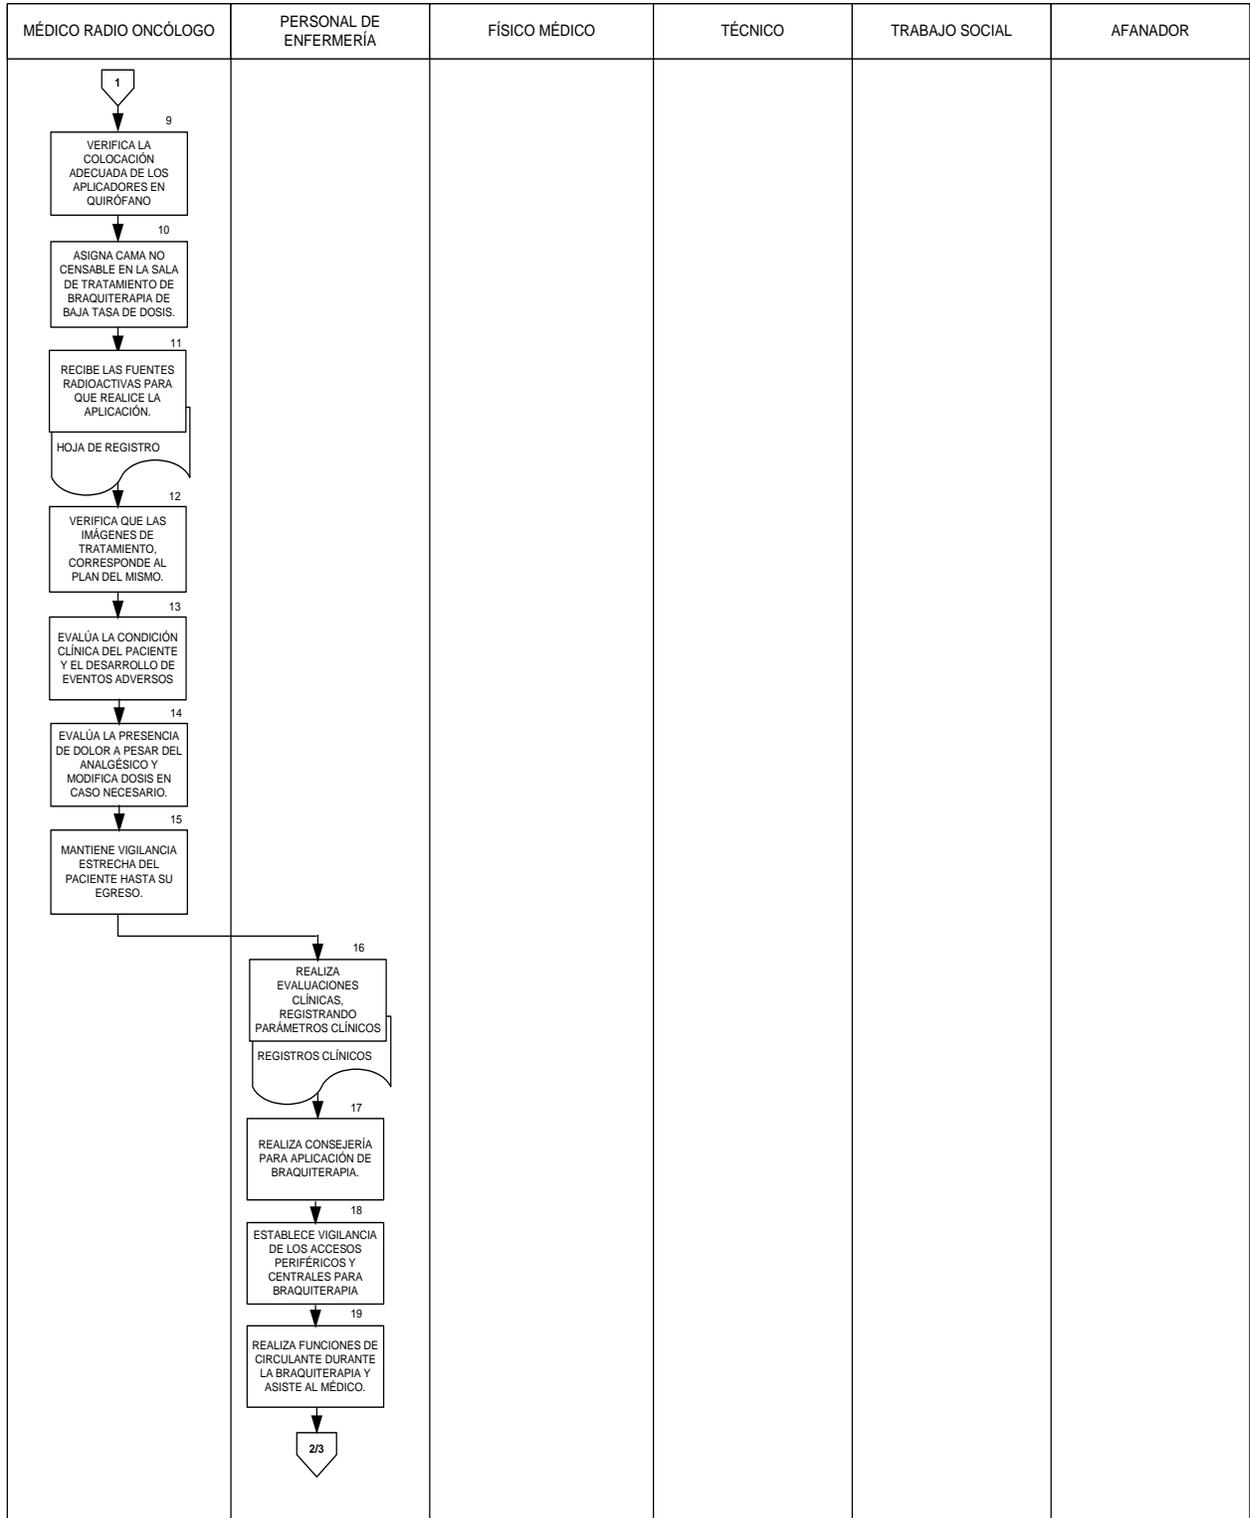 MÉDICO RADIO ONCÓLOGO
PERSONAL DE
ENFERMERÍA
FÍSICO MÉDICO
TÉCNICO
TRABAJO SOCIAL
AFANADOR
1
9
VERIFICA LA
COLOCACIÓN
ADECUADA DE LOS
APLICADORES EN
QUIRÓFANO
10
ASIGNA CAMA NO
CENSABLE EN LA SALA
DE TRATAMIENTO DE
BRAQUITERAPIA DE
BAJA TASA DE DOSIS.
11
RECIBE LAS FUENTES
RADIOACTIVAS PARA
QUE REALICE LA
APLICACIÓN.
HOJA DE REGISTRO
12
VERIFICA QUE LAS
IMÁGENES DE
TRATAMIENTO,
CORRESPONDE AL
PLAN DEL MISMO.
13
EVALÚA LA CONDICIÓN
CLÍNICA DEL PACIENTE
Y EL DESARROLLO DE
EVENTOS ADVERSOS
14
EVALÚA LA PRESENCIA
DE DOLOR A PESAR DEL
ANALGÉSICO Y
MODIFICA DOSIS EN
CASO NECESARIO.
15
MANTIENE VIGILANCIA
ESTRECHA DEL
PACIENTE HASTA SU
EGRESO.
16
REALIZA
EVALUACIONES
CLÍNICAS,
REGISTRANDO
PARÁMETROS CLÍNICOS
REGISTROS CLÍNICOS
17
REALIZA CONSEJERÍA
PARA APLICACIÓN DE
BRAQUITERAPIA.
18
ESTABLECE VIGILANCIA
DE LOS ACCESOS
PERIFÉRICOS Y
CENTRALES PARA
BRAQUITERAPIA
19
REALIZA FUNCIONES DE
CIRCULANTE DURANTE
LA BRAQUITERAPIA Y
ASISTE AL MÉDICO.
2/3